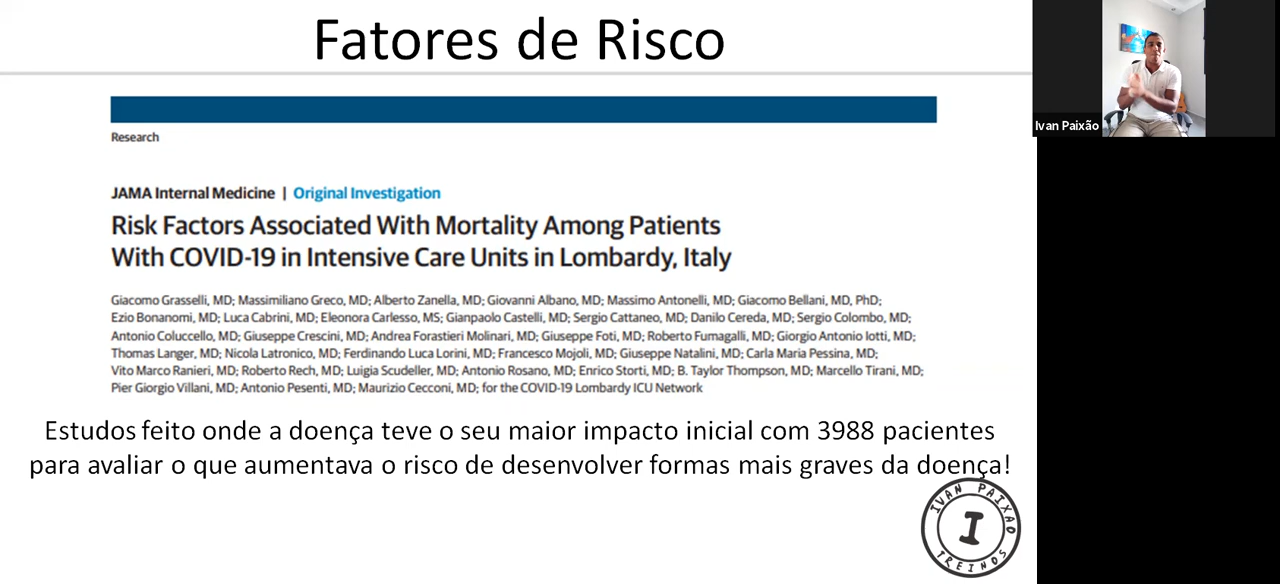 Fatores de Risco
Ivan Paixão
Research
JAMA Internal Medicine | Original Investigation
Risk Factors Associated With Mortality Among Patients
With COVID-19 in Intensive Care Units in Lombardy, Italy
Giacomo Grasselli, MD; Massimiliano Greco, MD; Alberto Zanella, MD; Giovanni Albano, MD; Massimo Antonelli, MD; Giacomo Bellani, MD, PhD;
Ezio Bonanomi, MD; Luca Cabrini, MD; Eleonora Carlesso, MS; Gianpaolo Castelli, MD; Sergio Cattaneo, MD; Danilo Cereda, MD; Sergio Colombo, MD;
Antonio Coluccello, MD; Giuseppe Crescini, MD; Andrea Forastieri Molinari, MD; Giuseppe Foti, MD; Roberto Fumagalli, MD; Giorgio Antonio Iotti, MD;
Thomas Langer, MD; Nicola Latronico, MD; Ferdinando Luca Lorini, MD; Francesco Mojoli, MD; Giuseppe Natalini, MD; Carla Maria Pessina, MD;
Vito Marco Ranieri, MD; Roberto Rech, MD; Luigia Scudeller, MD; Antonio Rosano, MD; Enrico Storti, MD; B. Taylor Thompson, MD; Marcello Tirani, MD;
Pier Giorgio Villani, MD; Antonio Pesenti, MD; Maurizio Cecconi, MD; for the COVID-19 Lombardy ICU Network
Estudos feito onde a doença teve o seu maior impacto inicial com 3988 pacientes
para avaliar o que aumentava o risco de desenvolver formas mais graves da doença!
IVAN PAIXAO
I
TREINOS